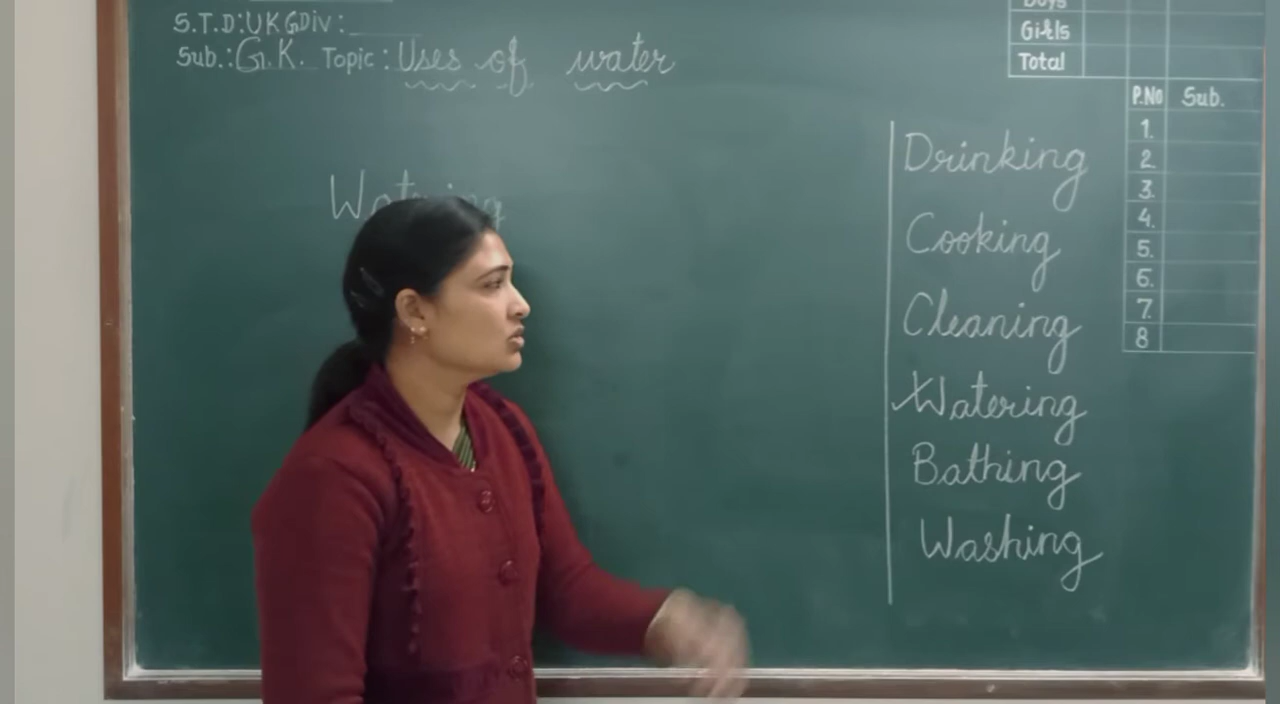 S.T.D:UKG Div:
Sub.: G.K. Topic: Uses of water
Boys
Girls
Total
P.No Sub.
1.
2.
3.
4.
5.
6.
7.
8
Watering
Drinking
Cooking
Cleaning
Watering
Bathing
Washing